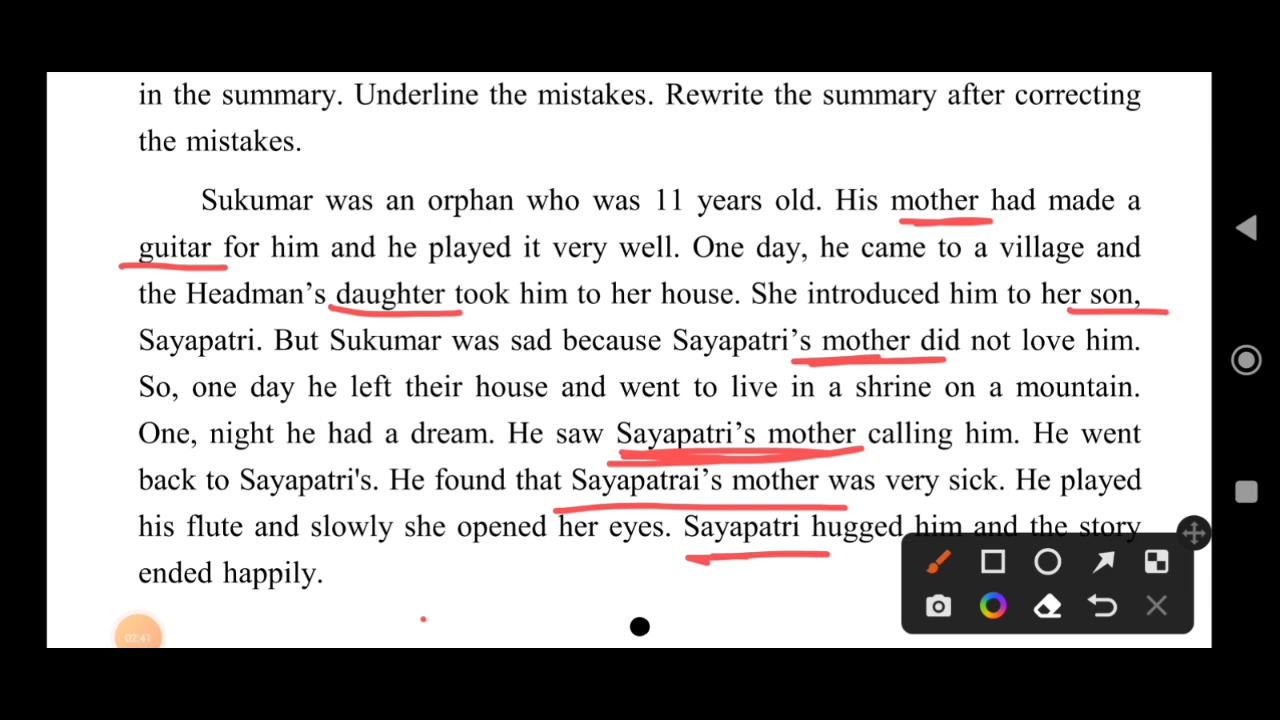 in the summary. Underline the mistakes. Rewrite the summary after correcting
the mistakes.
Sukumar was an orphan who was 11 years old. His mother had made a
guitar for him and he played it very well. One day, he came to a village and
the Headman’s daughter took him to her house. She introduced him to her son,
Sayapatri. But Sukumar was sad because Sayapatri’s mother did not love him.
So, one day he left their house and went to live in a shrine on a mountain.
One, night he had a dream. He saw Sayapatri’s mother calling him. He went
back to Sayapatri's. He found that Sayapatrai’s mother was very sick. He played
his flute and slowly she opened her eyes. Sayapatri hugged him and the story
ended happily.
02:41